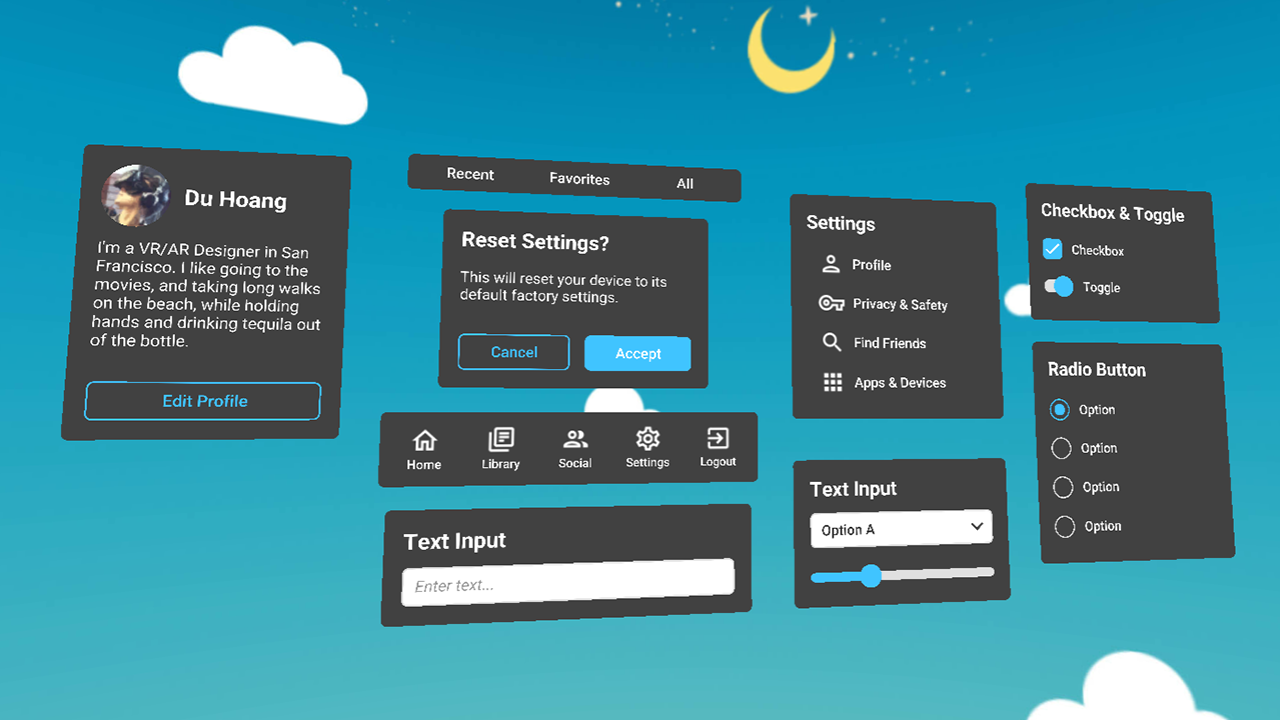 Du Hoang
I'm a VR/AR Designer in San
Francisco. I like going to the
movies, and taking long walks
on the beach, while holding
hands and drinking tequila out
of the bottle.
Edit Profile
Recent
Favorites
All
Reset Settings?
This will reset your device to its
default factory settings.
Cancel
Accept
Home
Library
Social
Settings
Logout
Text Input
Enter text...
Settings
Profile
Privacy & Safety
Find Friends
Apps & Devices
Text Input
Option A
Checkbox & Toggle
Checkbox
Toggle
Radio Button
Option
Option
Option
Option